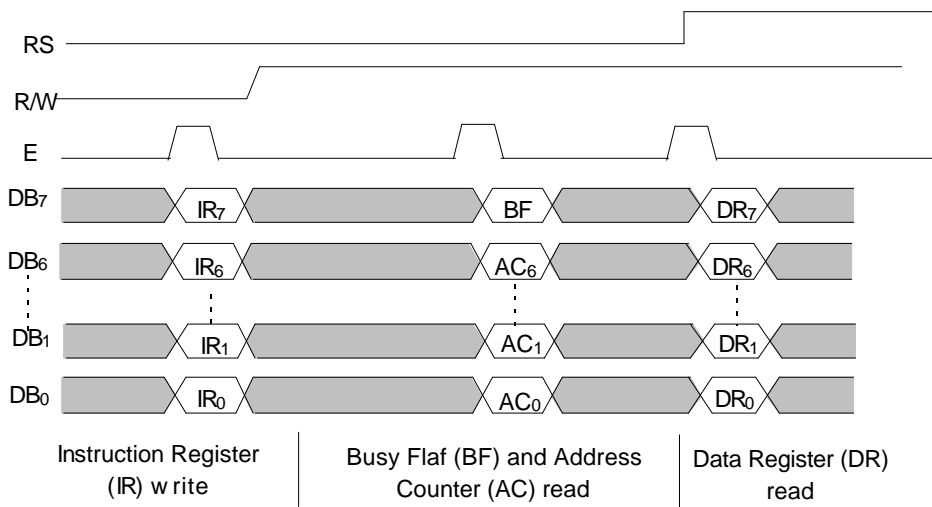 RS
R/W
E
DB7 IR7 BF DR7
DB6 IR6 AC6 DR6
DB1 IR1 AC1 DR1
DB0 IR0 AC0 DR0
Instruction Register
(IR) write
Busy Flaf (BF) and Address
Counter (AC) read
Data Register (DR)
read